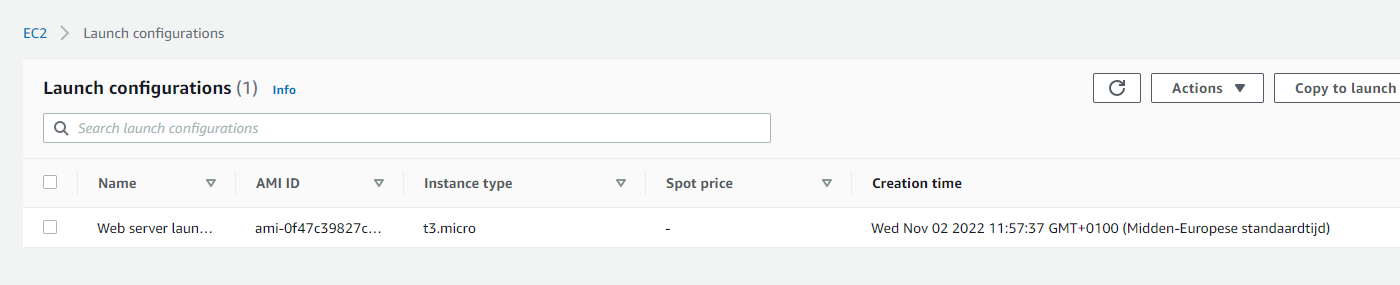 EC2 > Launch configurations
Launch configurations (1) Info
Actions
Copy to launch
Search launch configurations
Name AMI ID Instance type Spot price Creation time
Web server laun... ami-0f47c39827c... t3.micro - Wed Nov 02 2022 11:57:37 GMT+0100 (Midden-Europese standaardtijd)